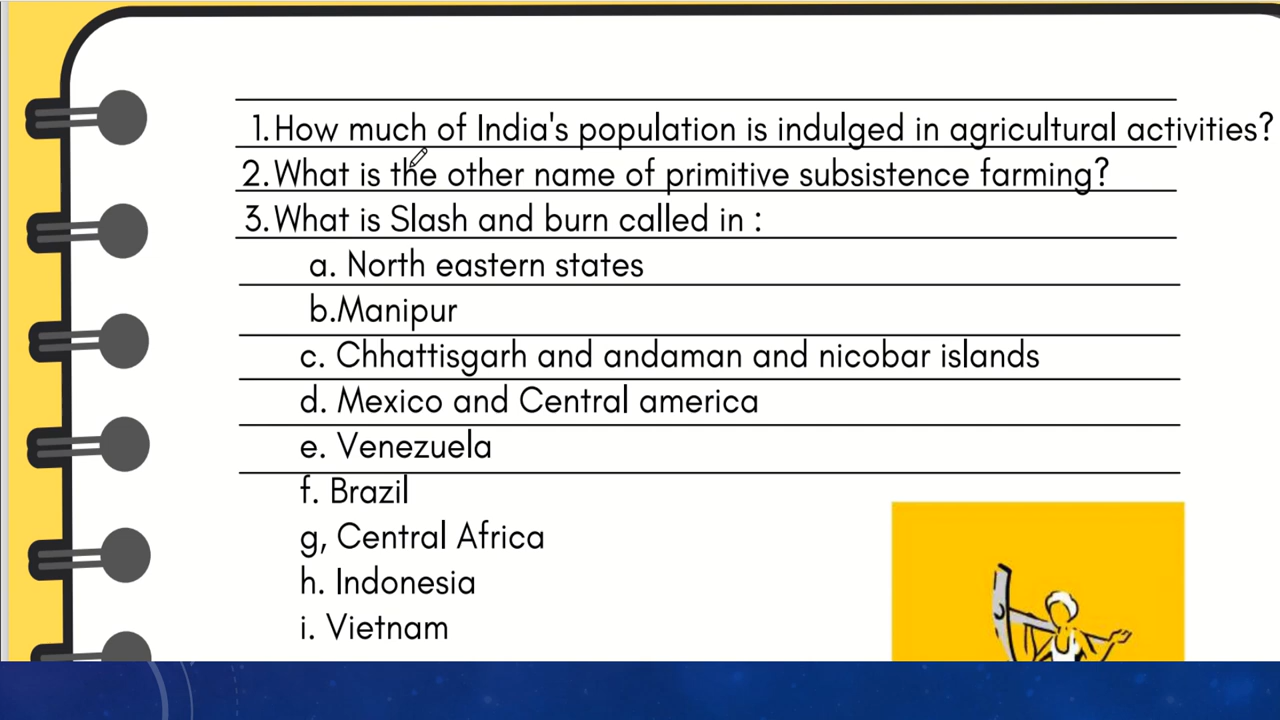 1. How much of India's population is indulged in agricultural activities?
2. What is the other name of primitive subsistence farming?
3. What is Slash and burn called in :
a. North eastern states
b.Manipur
c. Chhattisgarh and andaman and nicobar islands
d. Mexico and Central america
e. Venezuela
f. Brazil
g, Central Africa
h. Indonesia
i. Vietnam